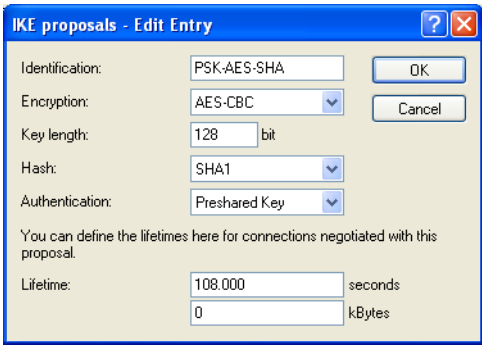 IKE proposals - Edit Entry
Identification: PSK-AES-SHA OK
Encryption: AES-CBC Cancel
Key length: 128 bit
Hash: SHA1
Authentication: Preshared Key
You can define the lifetimes here for connections negotiated with this
proposal.
Lifetime: 108.000 seconds
0 kBytes